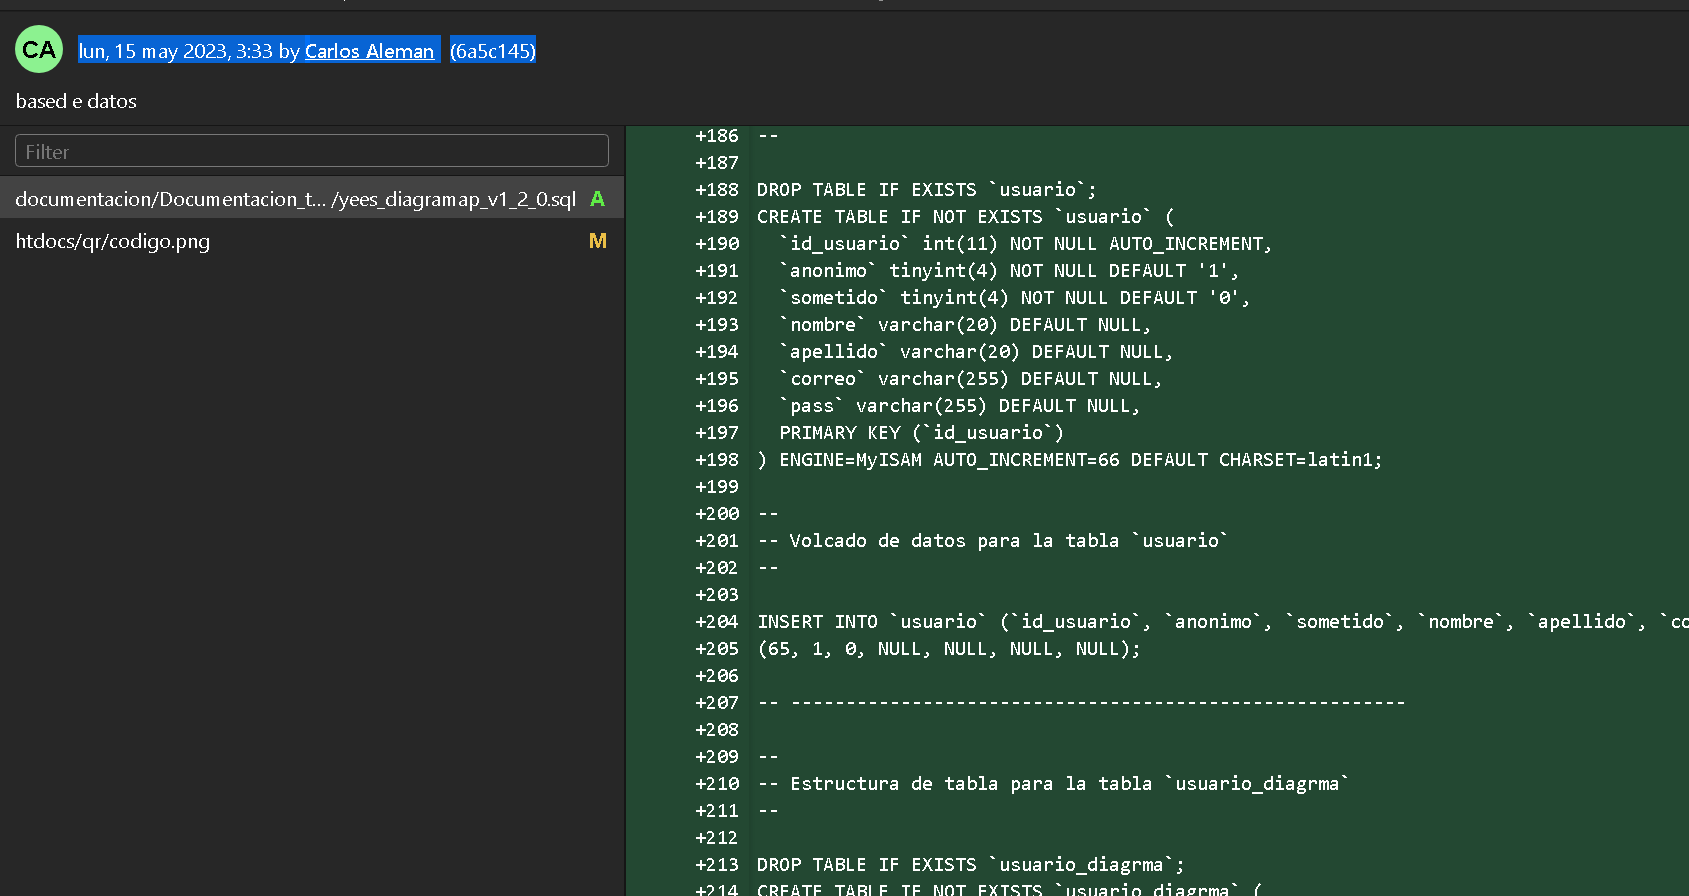 CA
lun, 15 may 2023, 3:33 by Carlos Aleman (6a5c145)
based e datos
Filter
documentacion/Documentacion_t... /yees_diagramap_v1_2_0.sql A
htdocs/qr/codigo.png M
+186 --
+187
+188 DROP TABLE IF EXISTS `usuario`;
+189 CREATE TABLE IF NOT EXISTS `usuario` (
+190 `id_usuario` int(11) NOT NULL AUTO_INCREMENT,
+191 `anonimo` tinyint(4) NOT NULL DEFAULT '1',
+192 `sometido` tinyint(4) NOT NULL DEFAULT '0',
+193 `nombre` varchar(20) DEFAULT NULL,
+194 `apellido` varchar(20) DEFAULT NULL,
+195 `correo` varchar(255) DEFAULT NULL,
+196 `pass` varchar(255) DEFAULT NULL,
+197 PRIMARY KEY (`id_usuario`)
+198 ) ENGINE=MyISAM AUTO_INCREMENT=66 DEFAULT CHARSET=latin1;
+199
+200 --
+201 -- Volcado de datos para la tabla `usuario`
+202 --
+203
+204 INSERT INTO `usuario` (`id_usuario`, `anonimo`, `sometido`, `nombre`, `apellido`, `co
+205 (65, 1, 0, NULL, NULL, NULL, NULL);
+206
+207 -- --------------------------------------------------------
+208
+209 --
+210 -- Estructura de tabla para la tabla `usuario_diagrma`
+211 --
+212
+213 DROP TABLE IF EXISTS `usuario_diagrma`;
+214 CREATE TABLE IF NOT EXISTS `usuario_diagrma` (